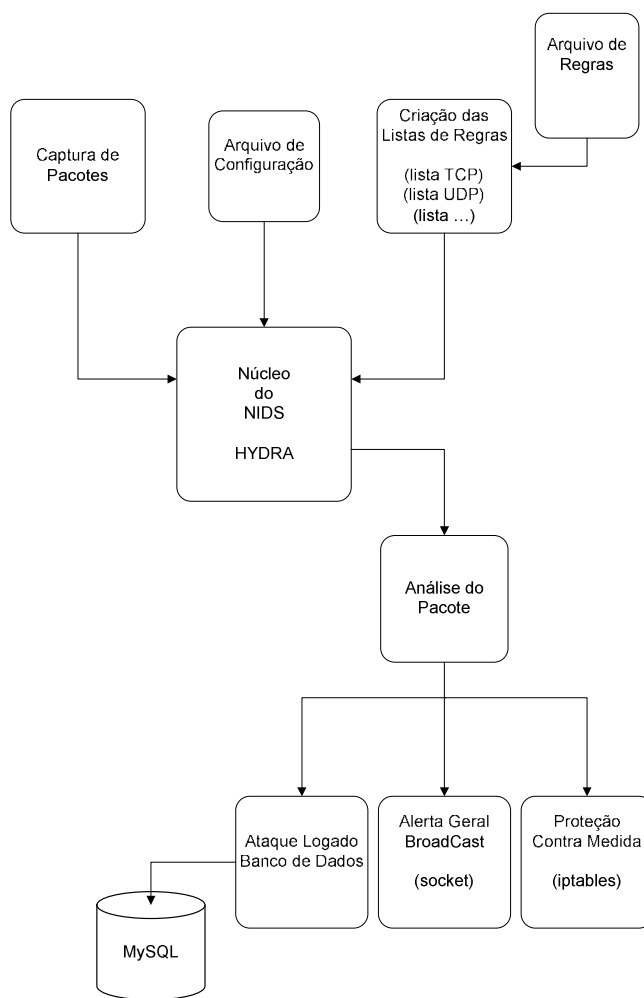 Arquivo de
Regras
Captura de
Pacotes
Arquivo de
Configuração
Criação das
Listas de Regras
(lista TCP)
(lista UDP)
(lista ...)
Núcleo
do
NIDS
HYDRA
Análise do
Pacote
Ataque Logado
Banco de Dados
Alerta Geral
BroadCast
(socket)
Proteção
Contra Medida
(iptables)
MySQL